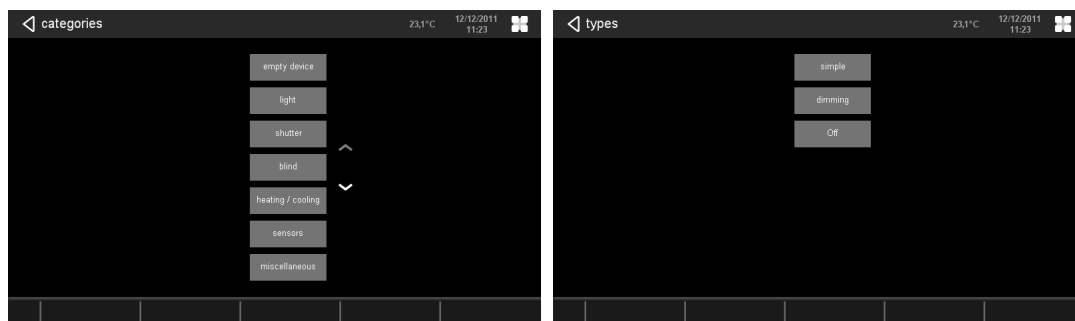 categories
23,1°C
12/12/2011
11:23
empty device
light
shutter
blind
heating / cooling
sensors
miscellaneous
types
23,1°C
12/12/2011
11:23
simple
dimming
Off